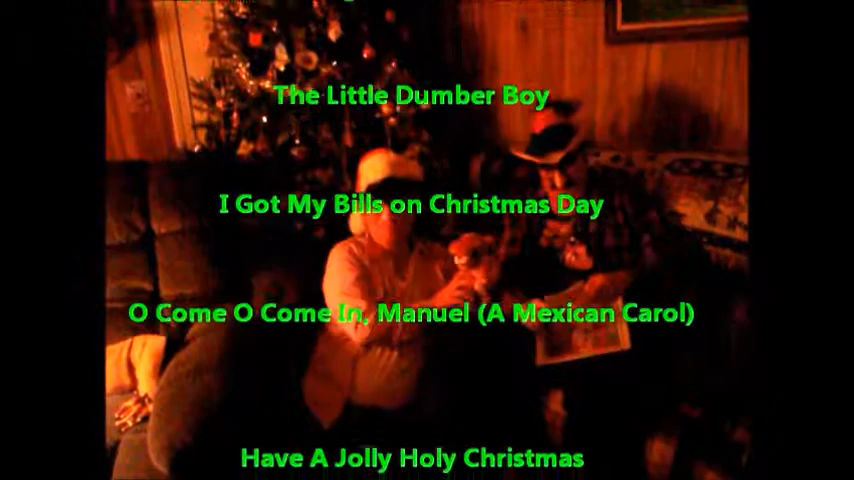 The Little Dumber Boy
I Got My Bills on Christmas Day
O Come O Come In, Manuel (A Mexican Carol)
Have A Jolly Holy Christmas